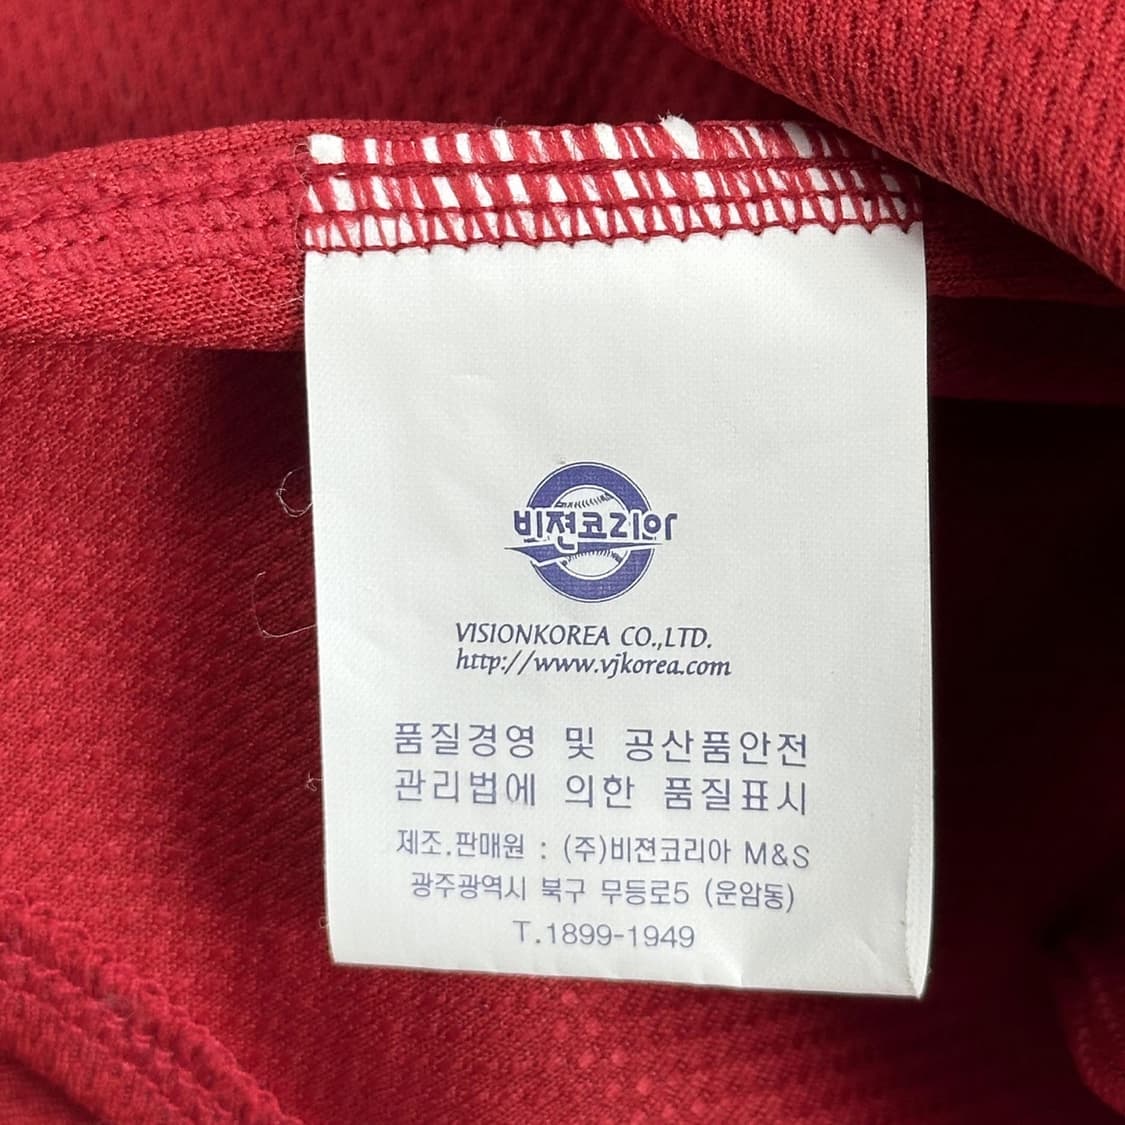 비젼코리아
VISIONKOREA CO.,LTD.
http://www.vjkorea.com
품질경영 및 공산품안전
관리법에 의한 품질표시
제조.판매원 : (주)비젼코리아 M&S
광주광역시 북구 무등로5 (운암동)
T.1899-1949